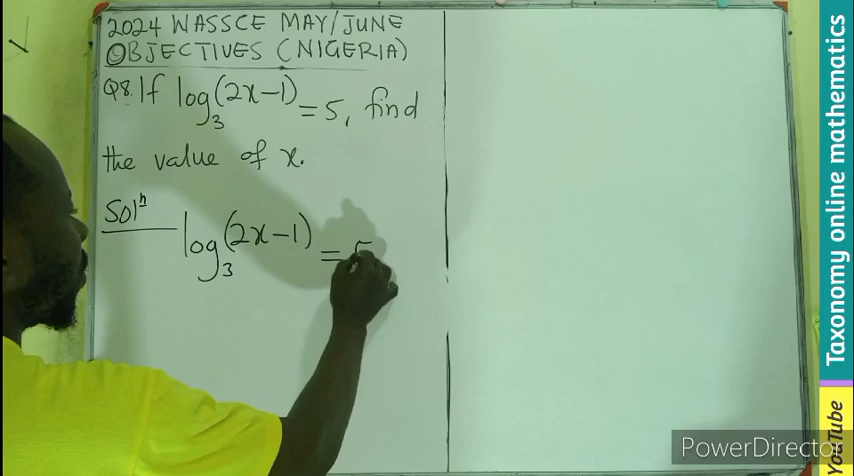 2024 WASSCE MAY/JUNE
OBJECTIVES (NIGERIA)
Q8. If log₃(2x-1) = 5, find
the value of x.
Solⁿ
log₃(2x-1) = 5
Taxonomy online mathematics
YouTube
PowerDirector